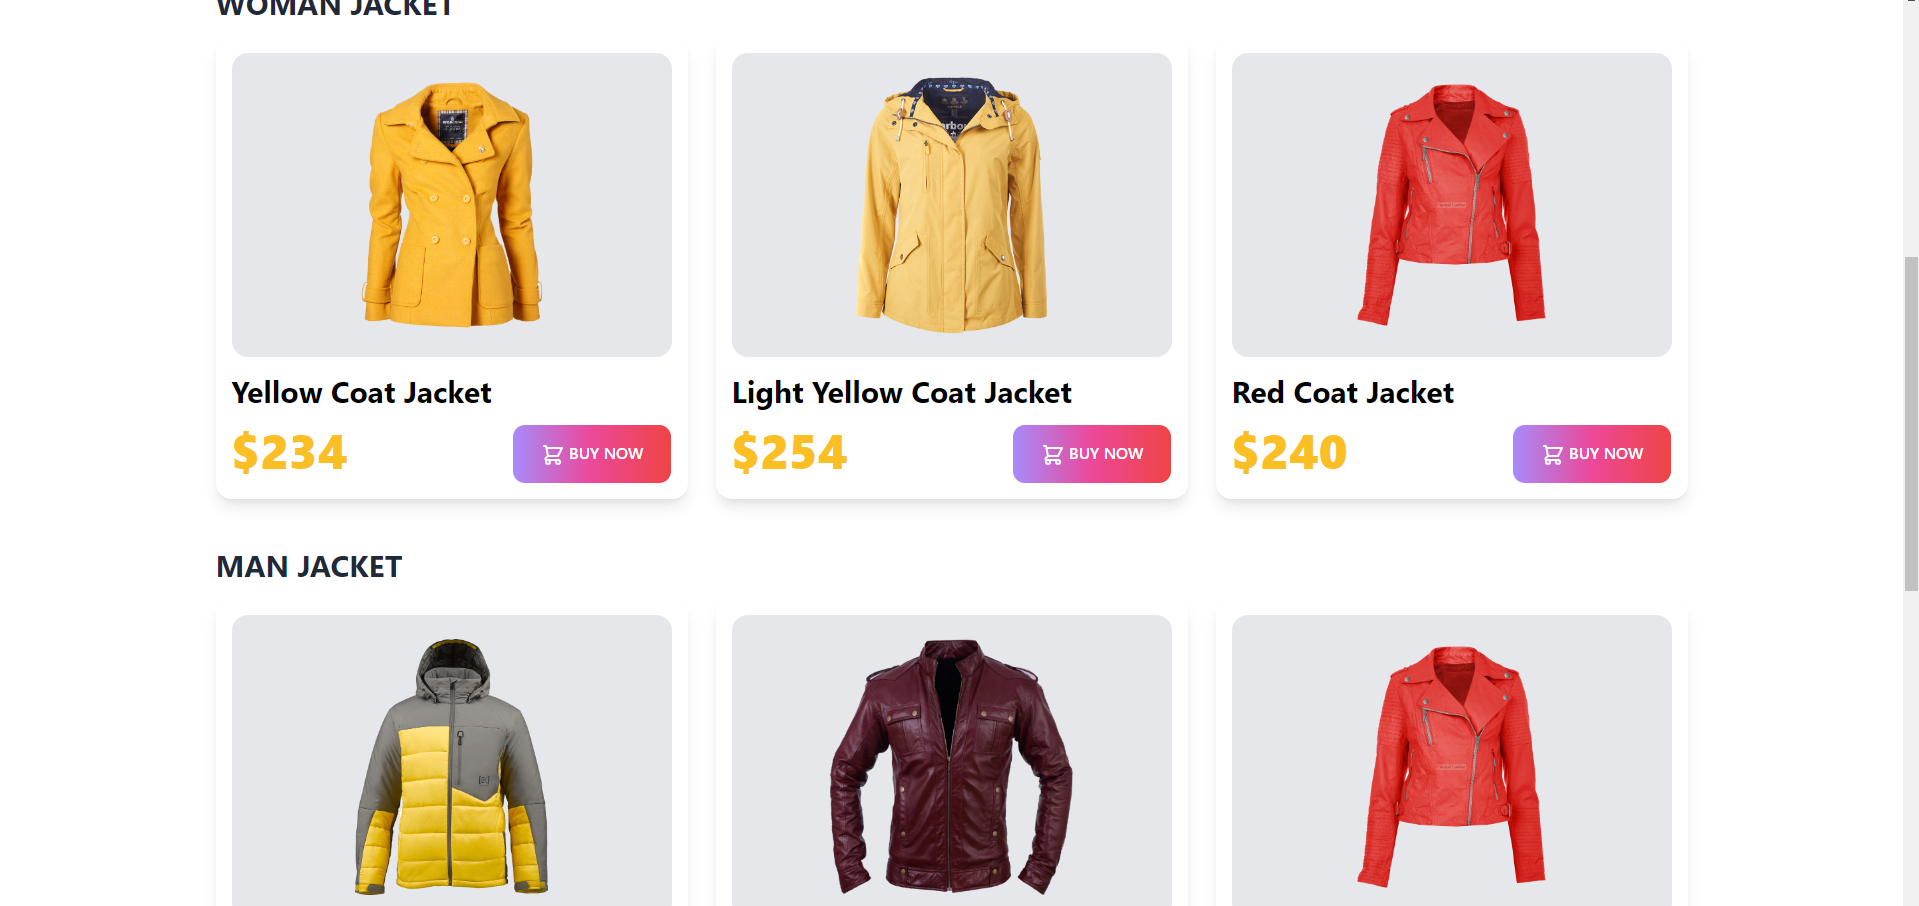 WOMAN JACKET
Yellow Coat Jacket
Light Yellow Coat Jacket
Red Coat Jacket
$234
BUY NOW
$254
BUY NOW
$240
BUY NOW
MAN JACKET